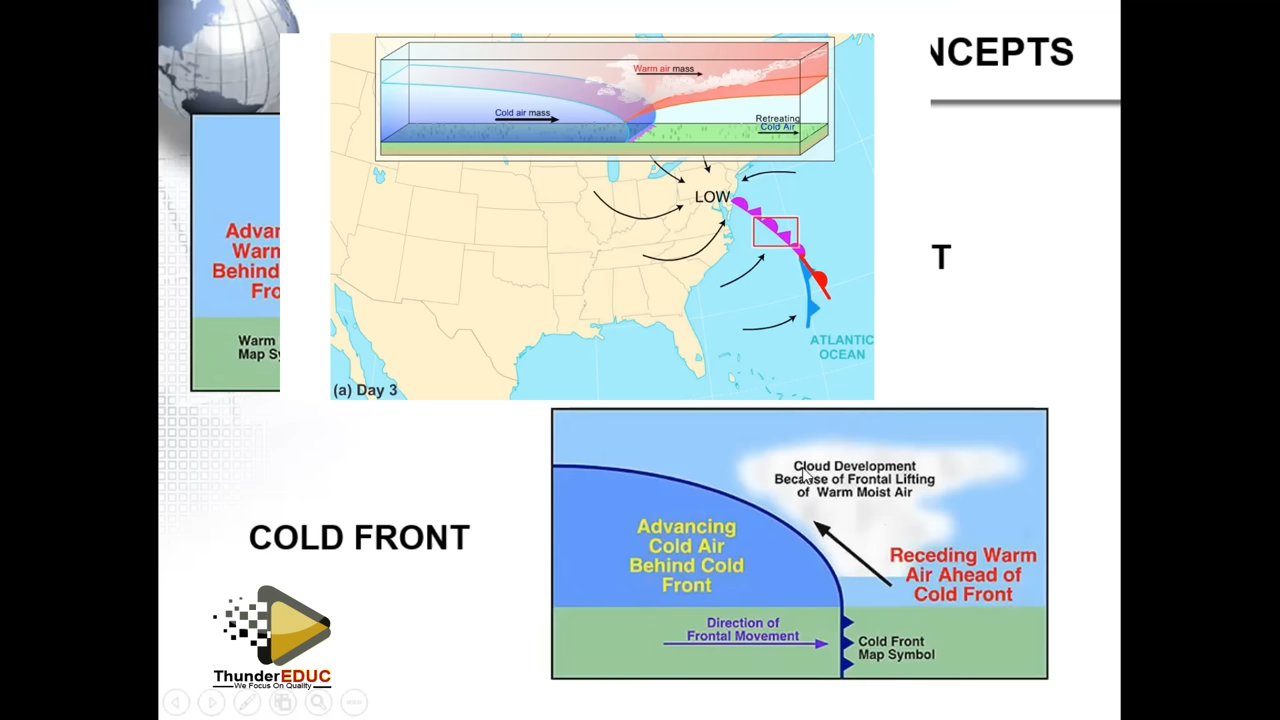 NCEPTS
Warm air mass
Cold air mass
Retreating
Cold Air
LOW
ATLANTIC
OCEAN
(a) Day 3
Advan
Warm
Behind
Fro
Warm
Map Sy
T
COLD FRONT
Cloud Development
Because of Frontal Lifting
of Warm Moist Air
Advancing
Cold Air
Behind Cold
Front
Receding Warm
Air Ahead of
Cold Front
Direction of
Frontal Movement
Cold Front
Map Symbol
ThunderEDUC
We Focus On Quality